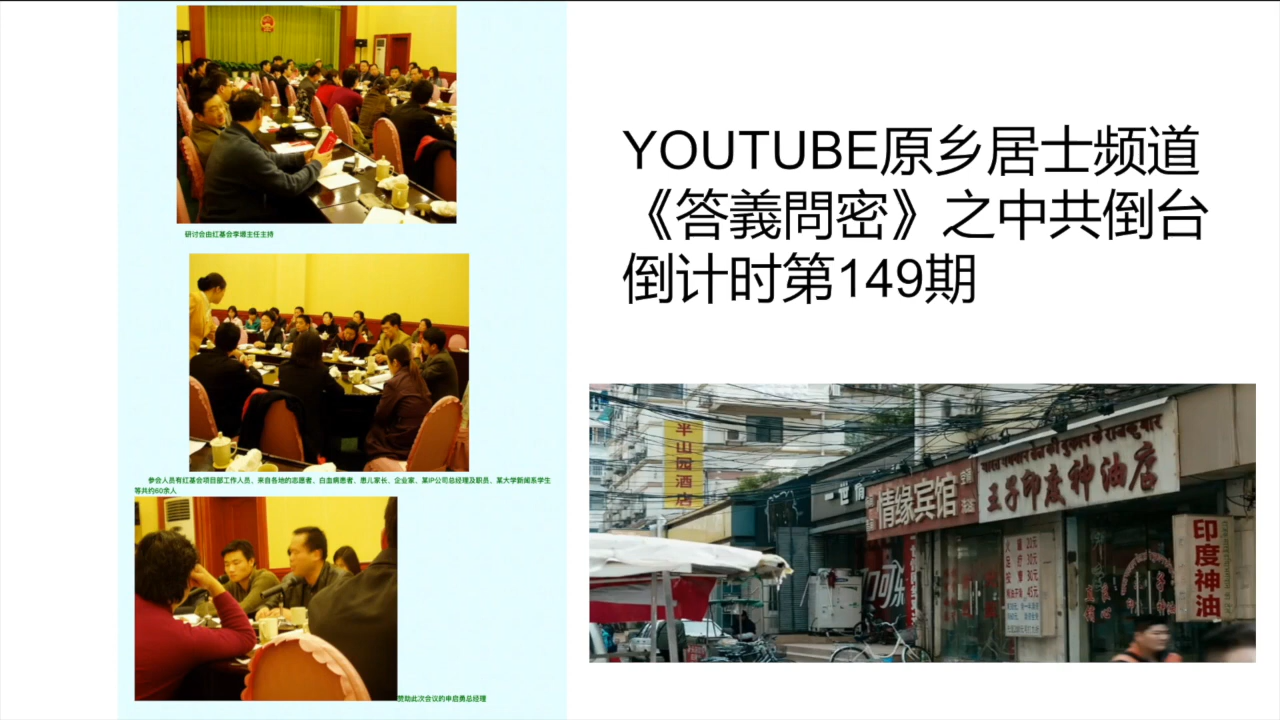 研讨会由红基会李璟主任主持
参会人员有红基会项目部工作人员、来自各地的志愿者、白血病患者、患儿家长、企业家、某IP公司总经理及职员、某大学新闻系学生
等共约60余人
赞助此次会议的申启勇总经理
YOUTUBE原乡居士频道
《答義問密》之中共倒台
倒计时第149期
半山园酒店
一世情
情缘宾馆
王子印度神油店
印度神油